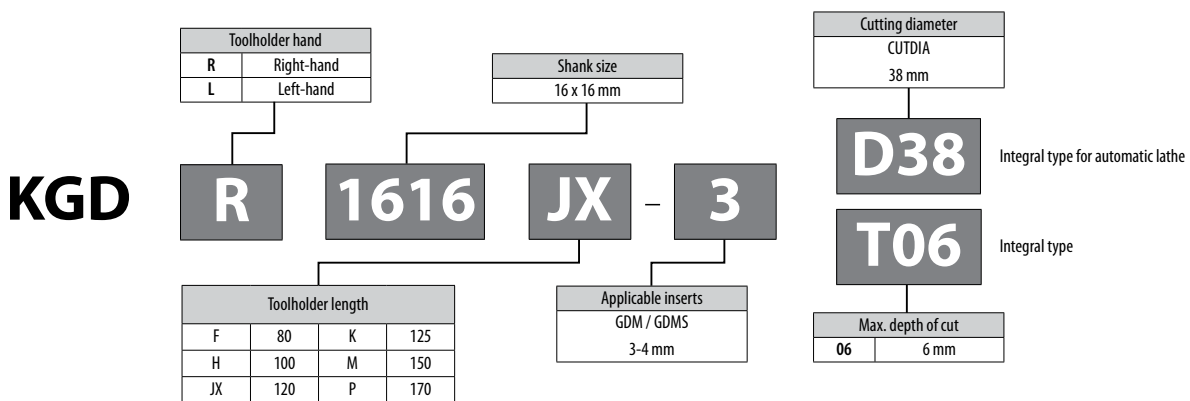 Toolholder hand
R Right-hand
L Left-hand
Shank size
16 x 16 mm
Cutting diameter
CUTDIA
38 mm
KGD R 1616 JX – 3
D38 Integral type for automatic lathe
T06 Integral type
Toolholder length
F 80 K 125
H 100 M 150
JX 120 P 170
Applicable inserts
GDM / GDMS
3-4 mm
Max. depth of cut
06 6 mm